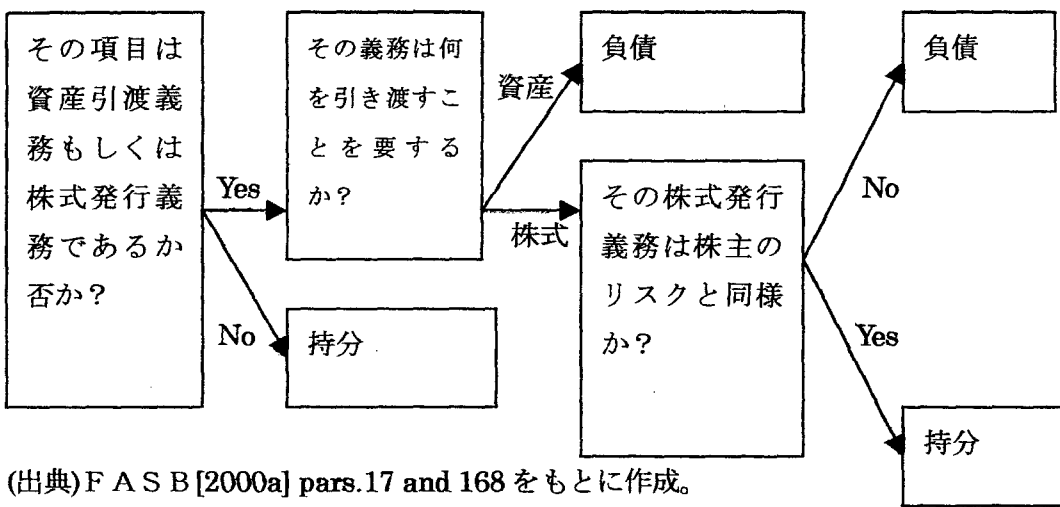 その項目は
資産引渡義
務もしくは
株式発行義
務であるか
否か？
Yes
No
その義務は何
を引き渡すこ
とを要する
か？
持分
資産
株式
負債
その株式発行
義務は株主の
リスクと同様
か？
No
Yes
負債
持分
(出典)ＦＡＳＢ[2000a] pars.17 and 168 をもとに作成。